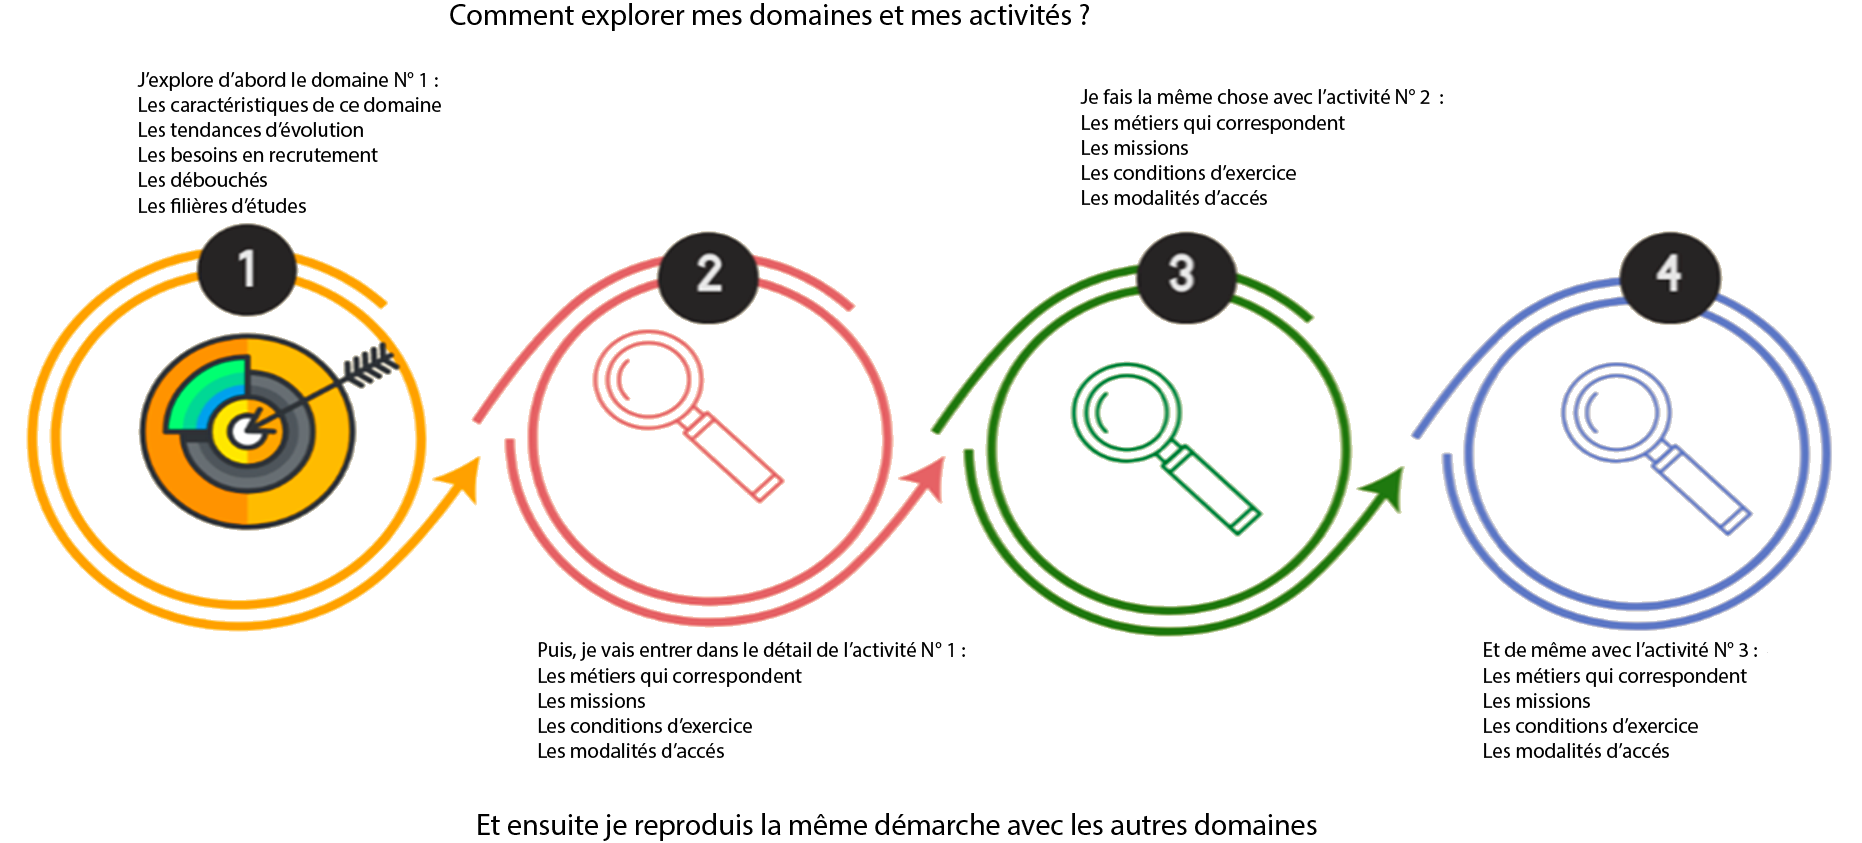 Comment explorer mes domaines et mes activités ?
J'explore d'abord le domaine N° 1 :
Les caractéristiques de ce domaine
Les tendances d'évolution
Les besoins en recrutement
Les débouchés
Les filières d'études
1
2
Puis, je vais entrer dans le détail de l'activité N° 1 :
Les métiers qui correspondent
Les missions
Les conditions d'exercice
Les modalités d'accés
Je fais la même chose avec l'activité N° 2 :
Les métiers qui correspondent
Les missions
Les conditions d'exercice
Les modalités d'accés
3
4
Et de même avec l'activité N° 3 :
Les métiers qui correspondent
Les missions
Les conditions d'exercice
Les modalités d'accés
Et ensuite je reproduis la même démarche avec les autres domaines